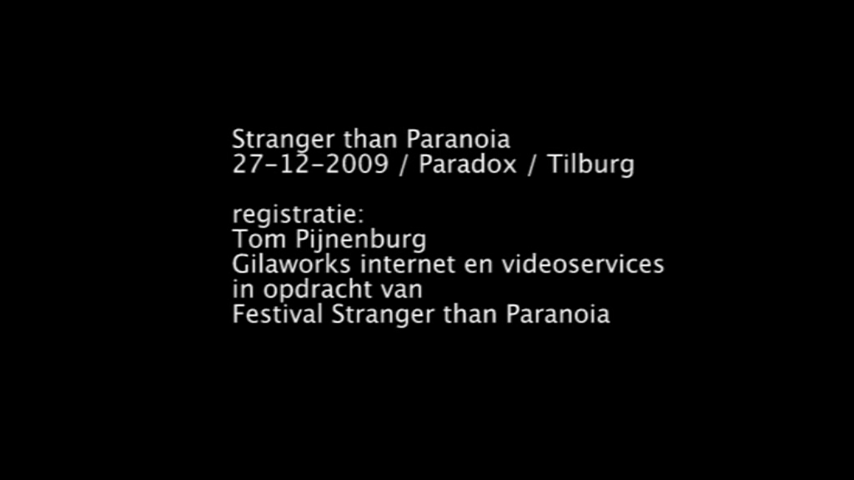 Stranger than Paranoia
27-12-2009 / Paradox / Tilburg
registratie:
Tom Pijnenburg
Gilaworks internet en videoservices
in opdracht van
Festival Stranger than Paranoia